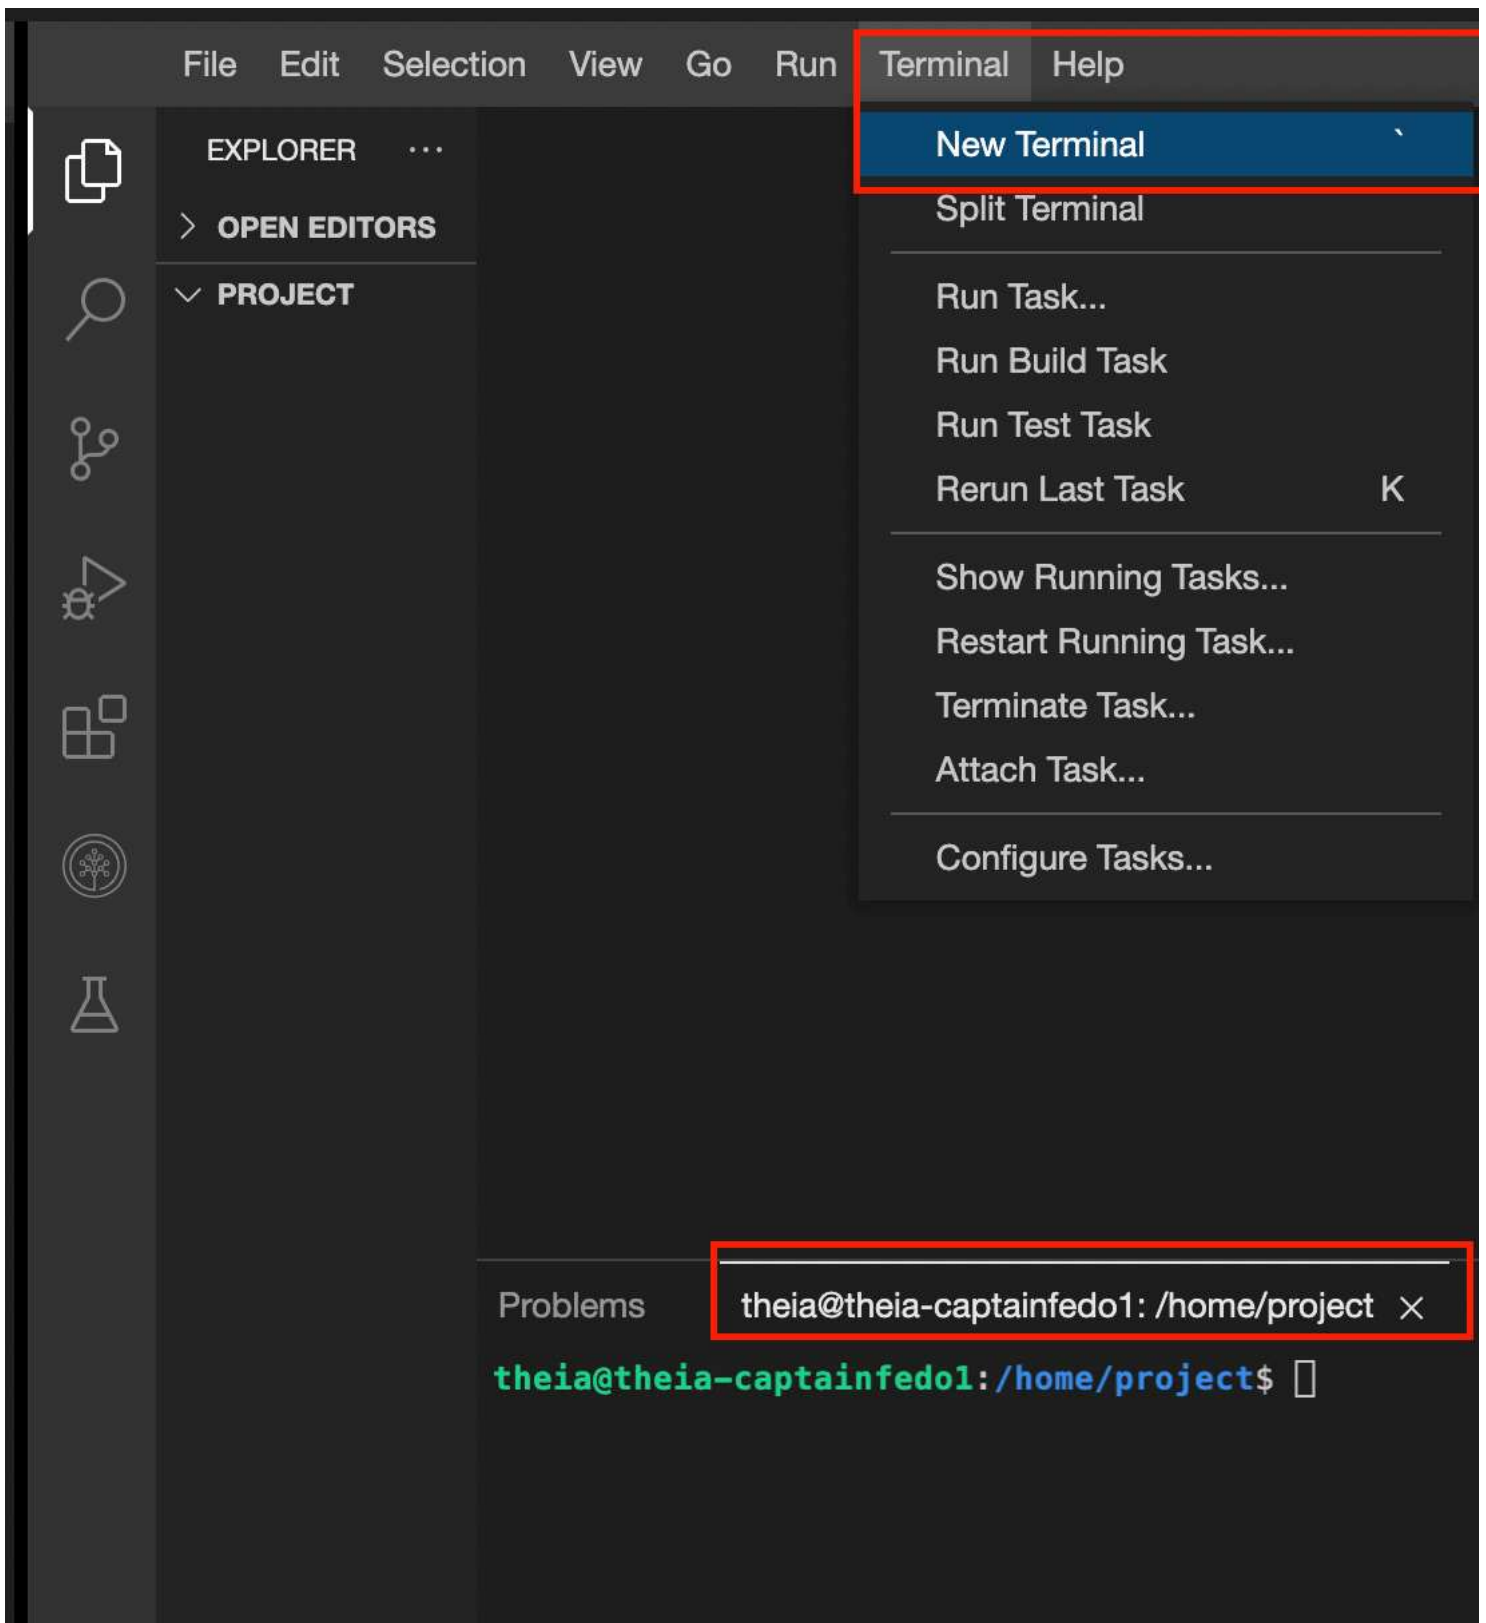 File Edit Selection View Go Run Terminal Help
EXPLORER ···
OPEN EDITORS
PROJECT
New Terminal `
Split Terminal
Run Task...
Run Build Task
Run Test Task
Rerun Last Task K
Show Running Tasks...
Restart Running Task...
Terminate Task...
Attach Task...
Configure Tasks...
Problems theia@theia-captainfedo1: /home/project ×
theia@theia-captainfedo1:/home/project$